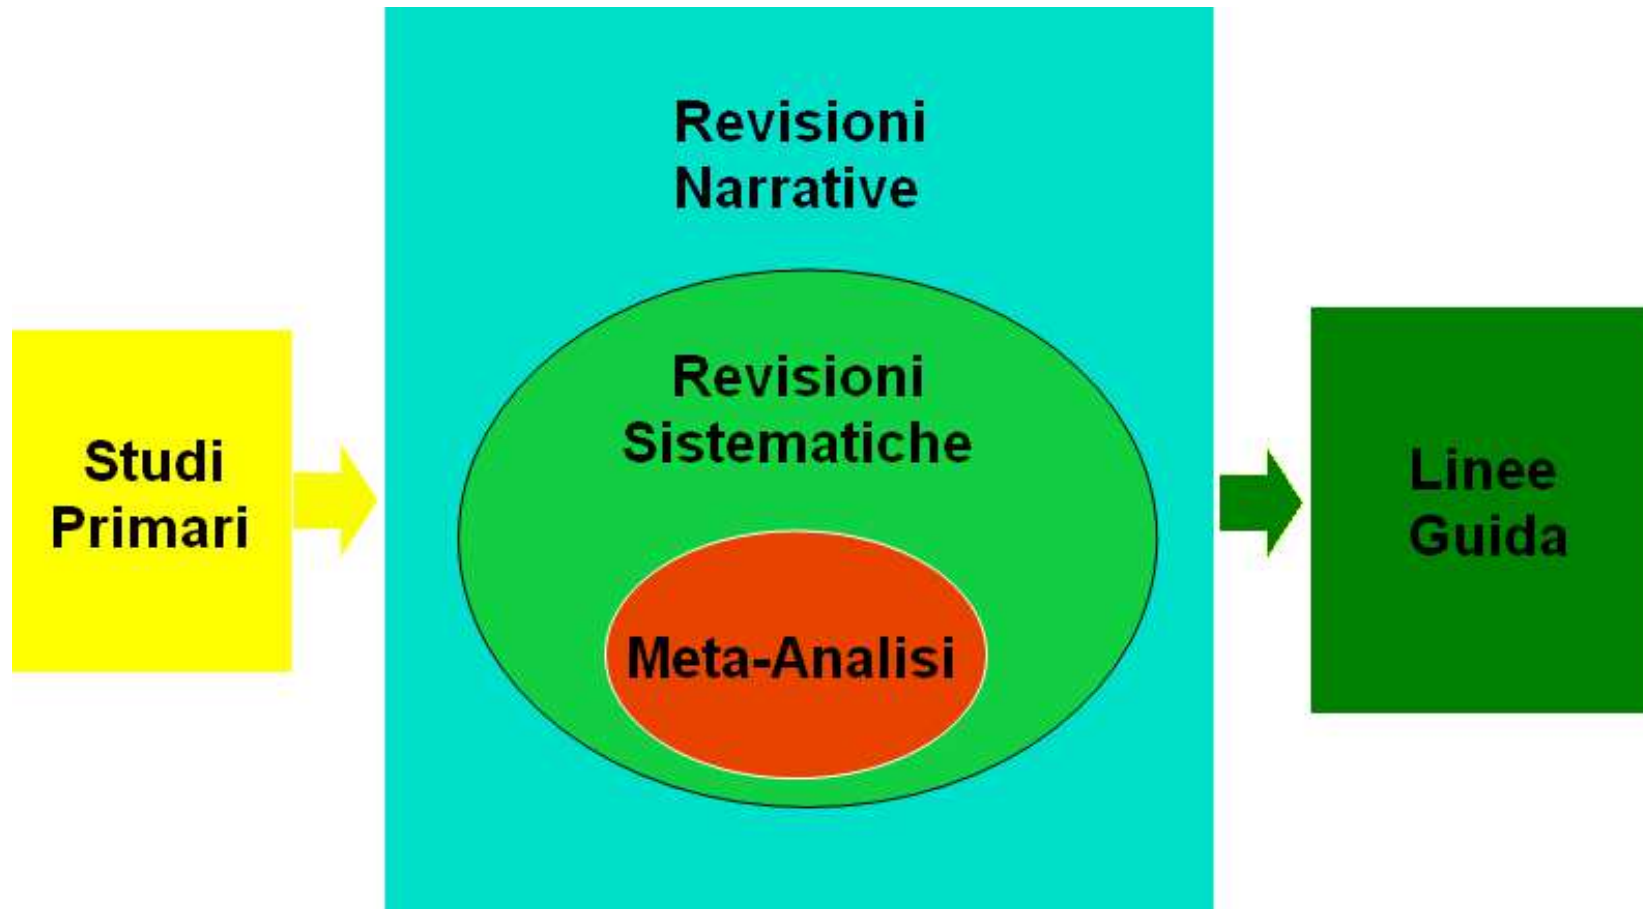 Studi
Primari
Revisioni
Narrative
Revisioni
Sistematiche
Meta-Analisi
Linee
Guida